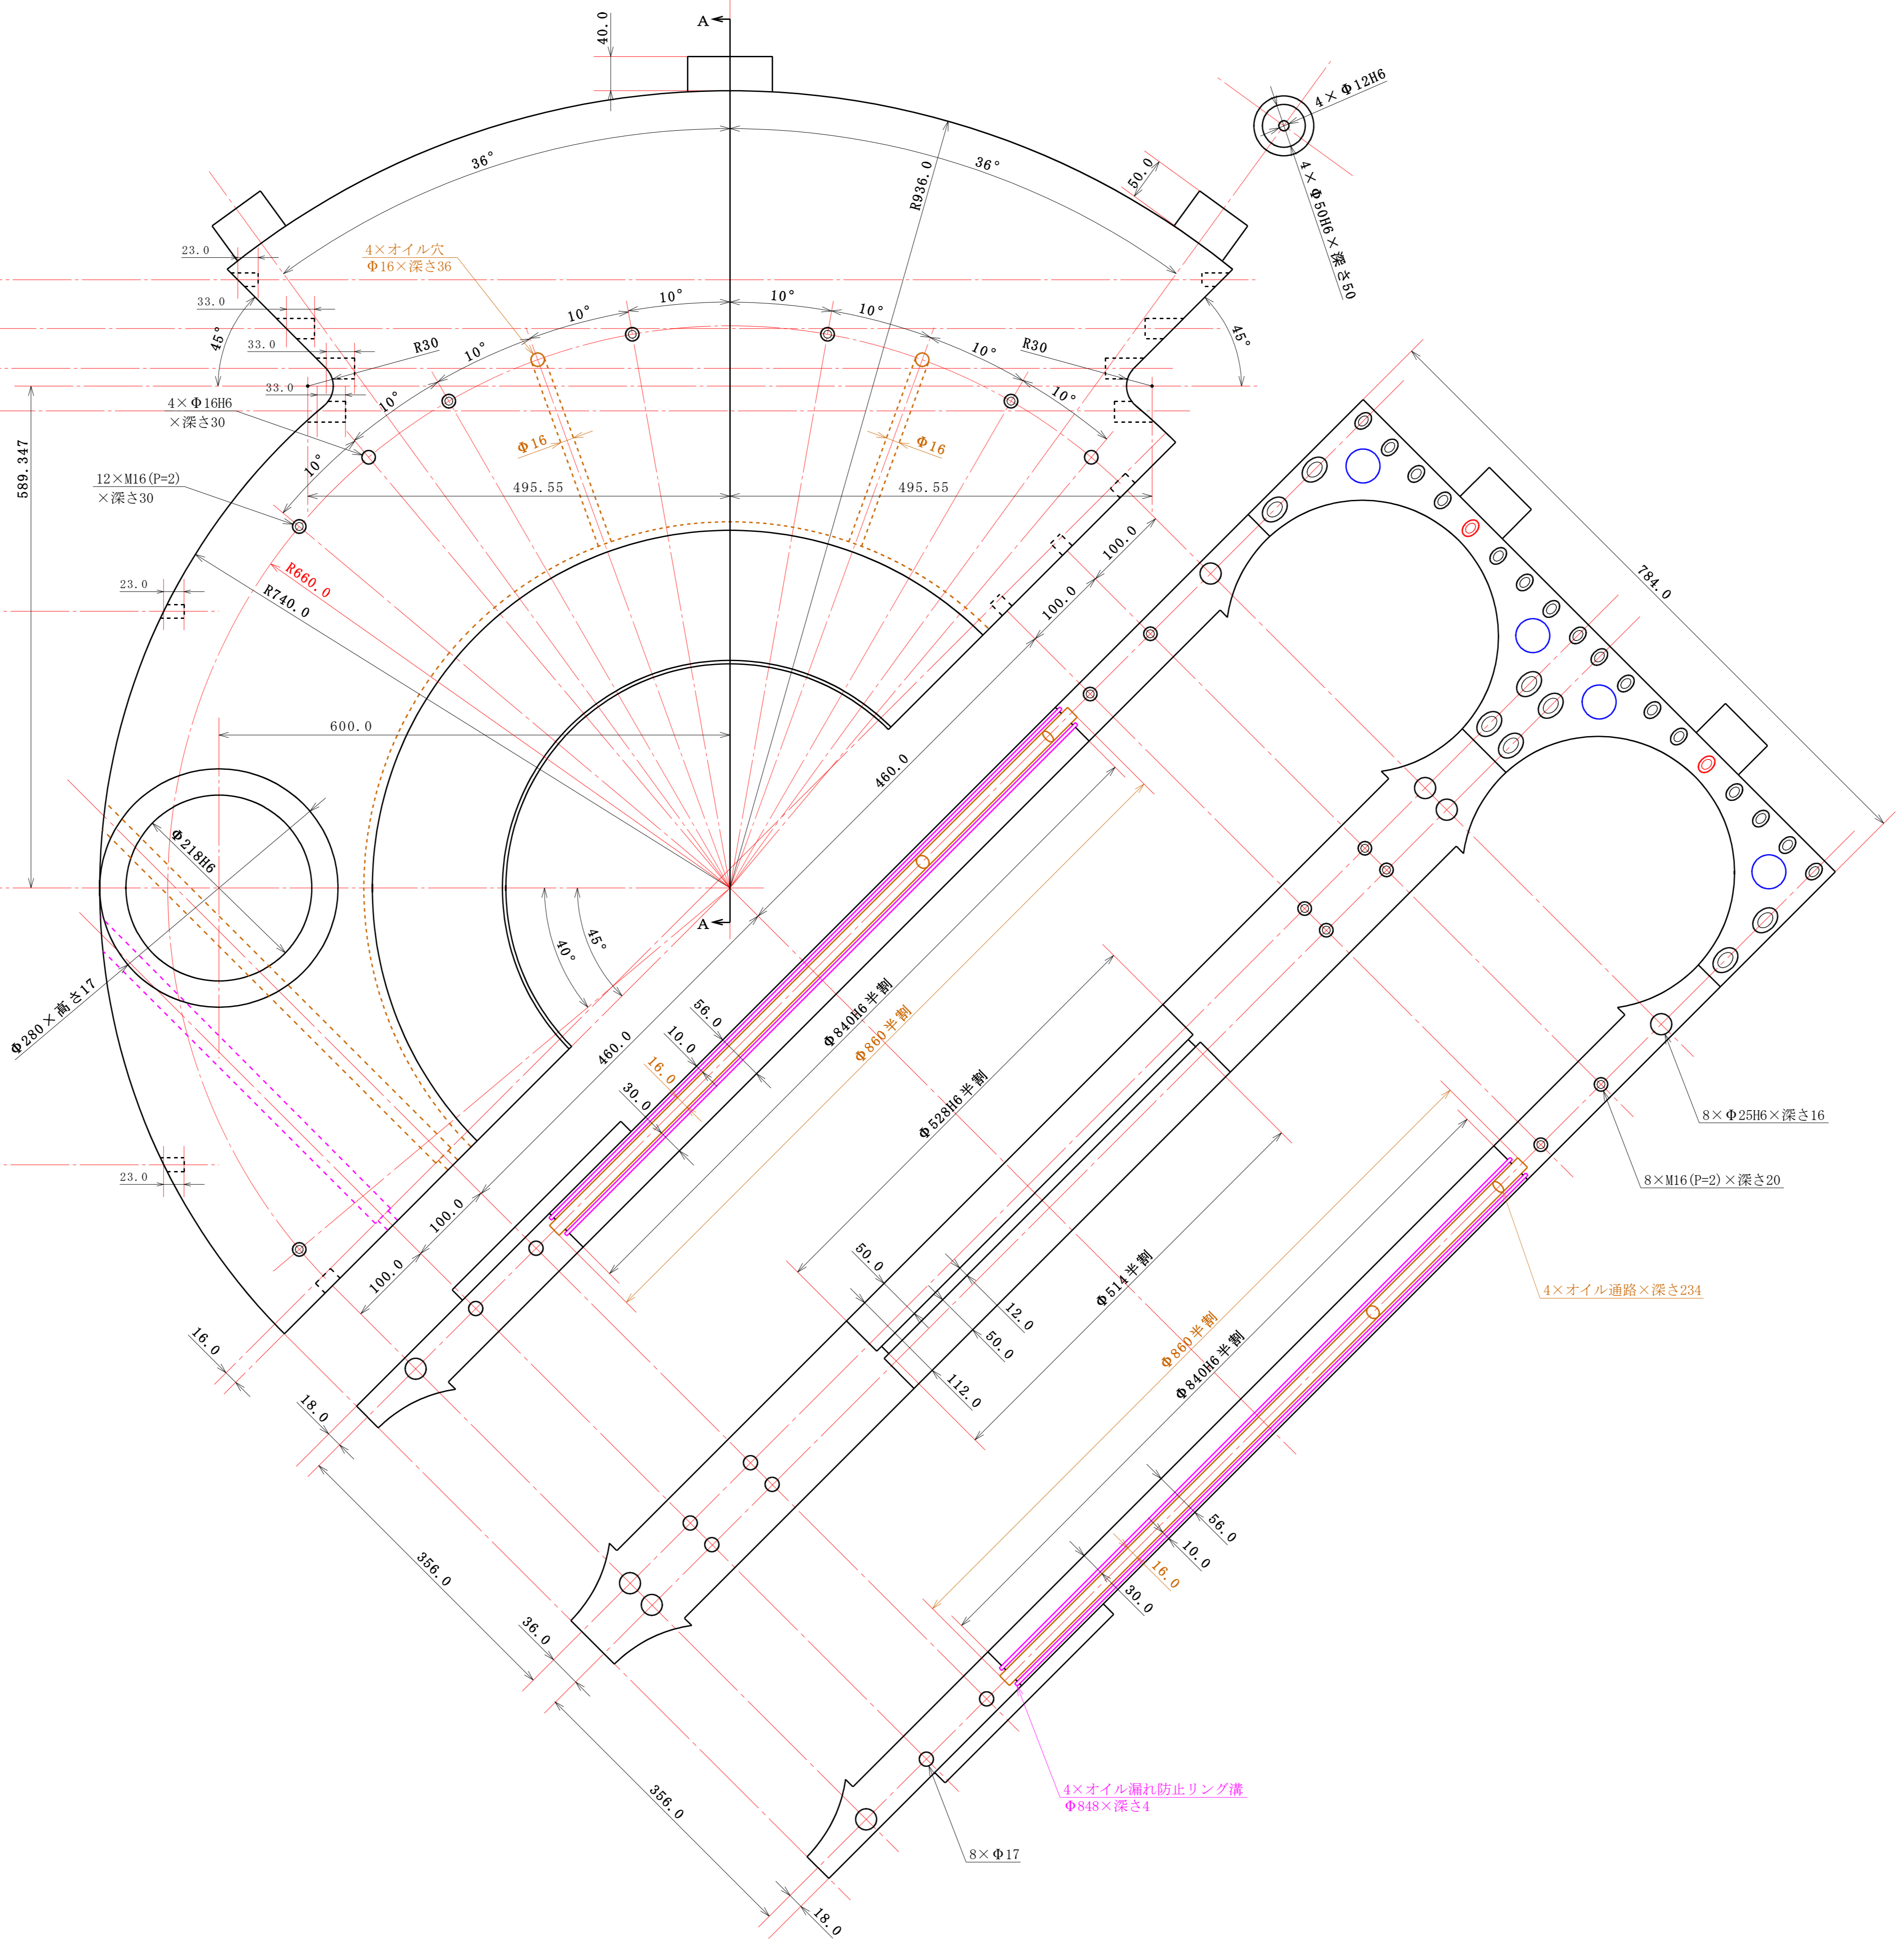 A
40.0
4×Φ12H6
4×Φ50H6×深さ50
36°
36°
R936.0
50.0
23.0
4×オイル穴
Φ16×深さ36
33.0
10°
10°
10°
10°
45°
45°
33.0
R30
R30
10°
10°
33.0
4×Φ16H6
×深さ30
10°
10°
Φ16
Φ16
10°
12×M16(P=2)
×深さ30
495.55
495.55
589.347
100.0
784.0
R660.0
R740.0
23.0
100.0
600.0
460.0
Φ218H6
A
40°
45°
Φ280×高さ17
56.0
10.0
16.0
30.0
Φ840H6半割
Φ860半割
460.0
Φ528H6半割
8×Φ25H6×深さ16
23.0
8×M16(P=2)×深さ20
100.0
100.0
50.0
12.0
50.0
112.0
Φ514半割
4×オイル通路×深さ234
Φ860半割
Φ840H6半割
16.0
18.0
56.0
10.0
16.0
30.0
356.0
36.0
4×オイル漏れ防止リング溝
Φ848×深さ4
356.0
8×Φ17
18.0